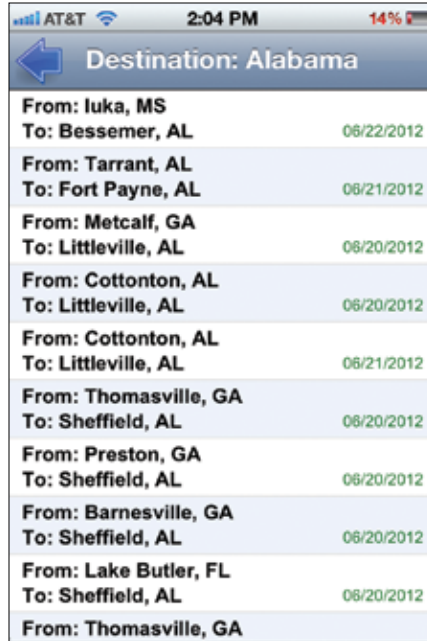 AT&T 2:04 PM 14%
Destination: Alabama
From: Iuka, MS
To: Bessemer, AL 06/22/2012
From: Tarrant, AL
To: Fort Payne, AL 06/21/2012
From: Metcalf, GA
To: Littleville, AL 06/20/2012
From: Cottonton, AL
To: Littleville, AL 06/20/2012
From: Cottonton, AL
To: Littleville, AL 06/21/2012
From: Thomasville, GA
To: Sheffield, AL 06/20/2012
From: Preston, GA
To: Sheffield, AL 06/20/2012
From: Barnesville, GA
To: Sheffield, AL 06/20/2012
From: Lake Butler, FL
To: Sheffield, AL 06/20/2012
From: Thomasville, GA